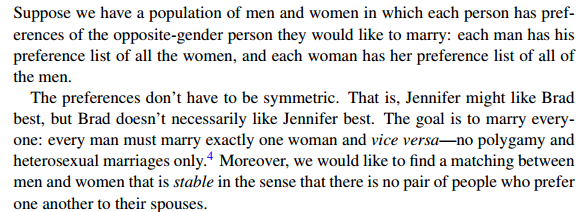 Suppose we have a population of men and women in which each person has pref-
erences of the opposite-gender person they would like to marry: each man has his
preference list of all the women, and each woman has her preference list of all of
the men.
The preferences don’t have to be symmetric. That is, Jennifer might like Brad
best, but Brad doesn’t necessarily like Jennifer best. The goal is to marry every-
one: every man must marry exactly one woman and vice versa—no polygamy and
heterosexual marriages only.4 Moreover, we would like to find a matching between
men and women that is stable in the sense that there is no pair of people who prefer
one another to their spouses.